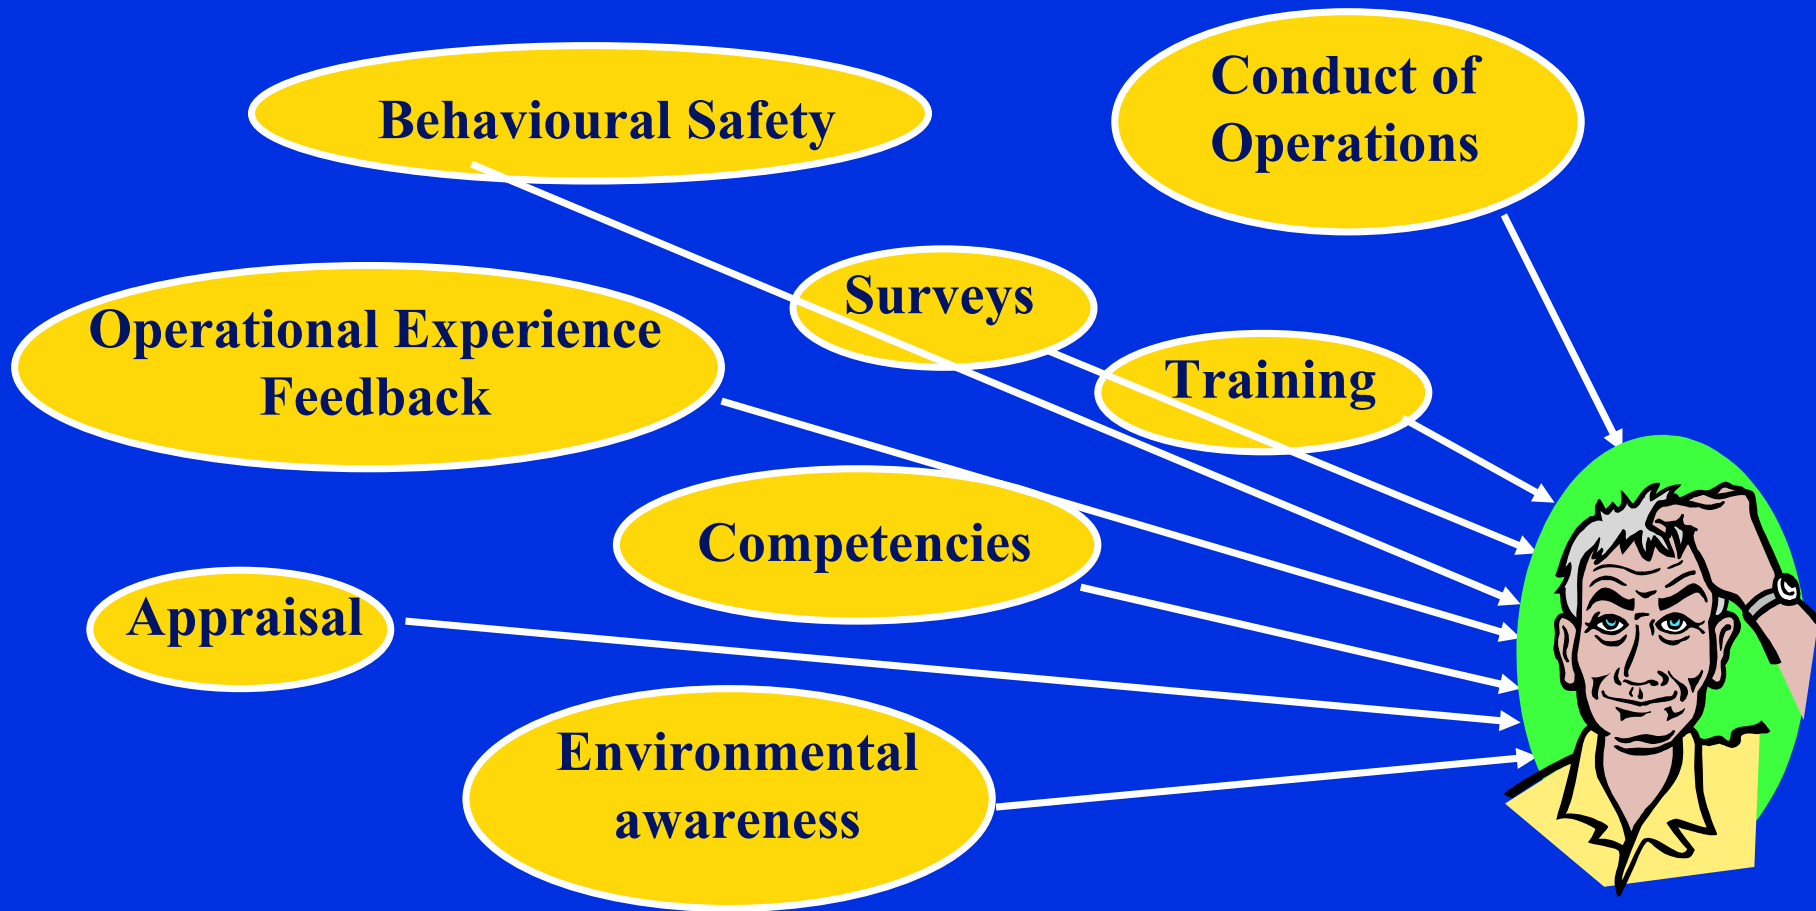 Behavioural Safety
Conduct of
Operations
Surveys
Operational Experience
Feedback
Training
Competencies
Appraisal
Environmental
awareness